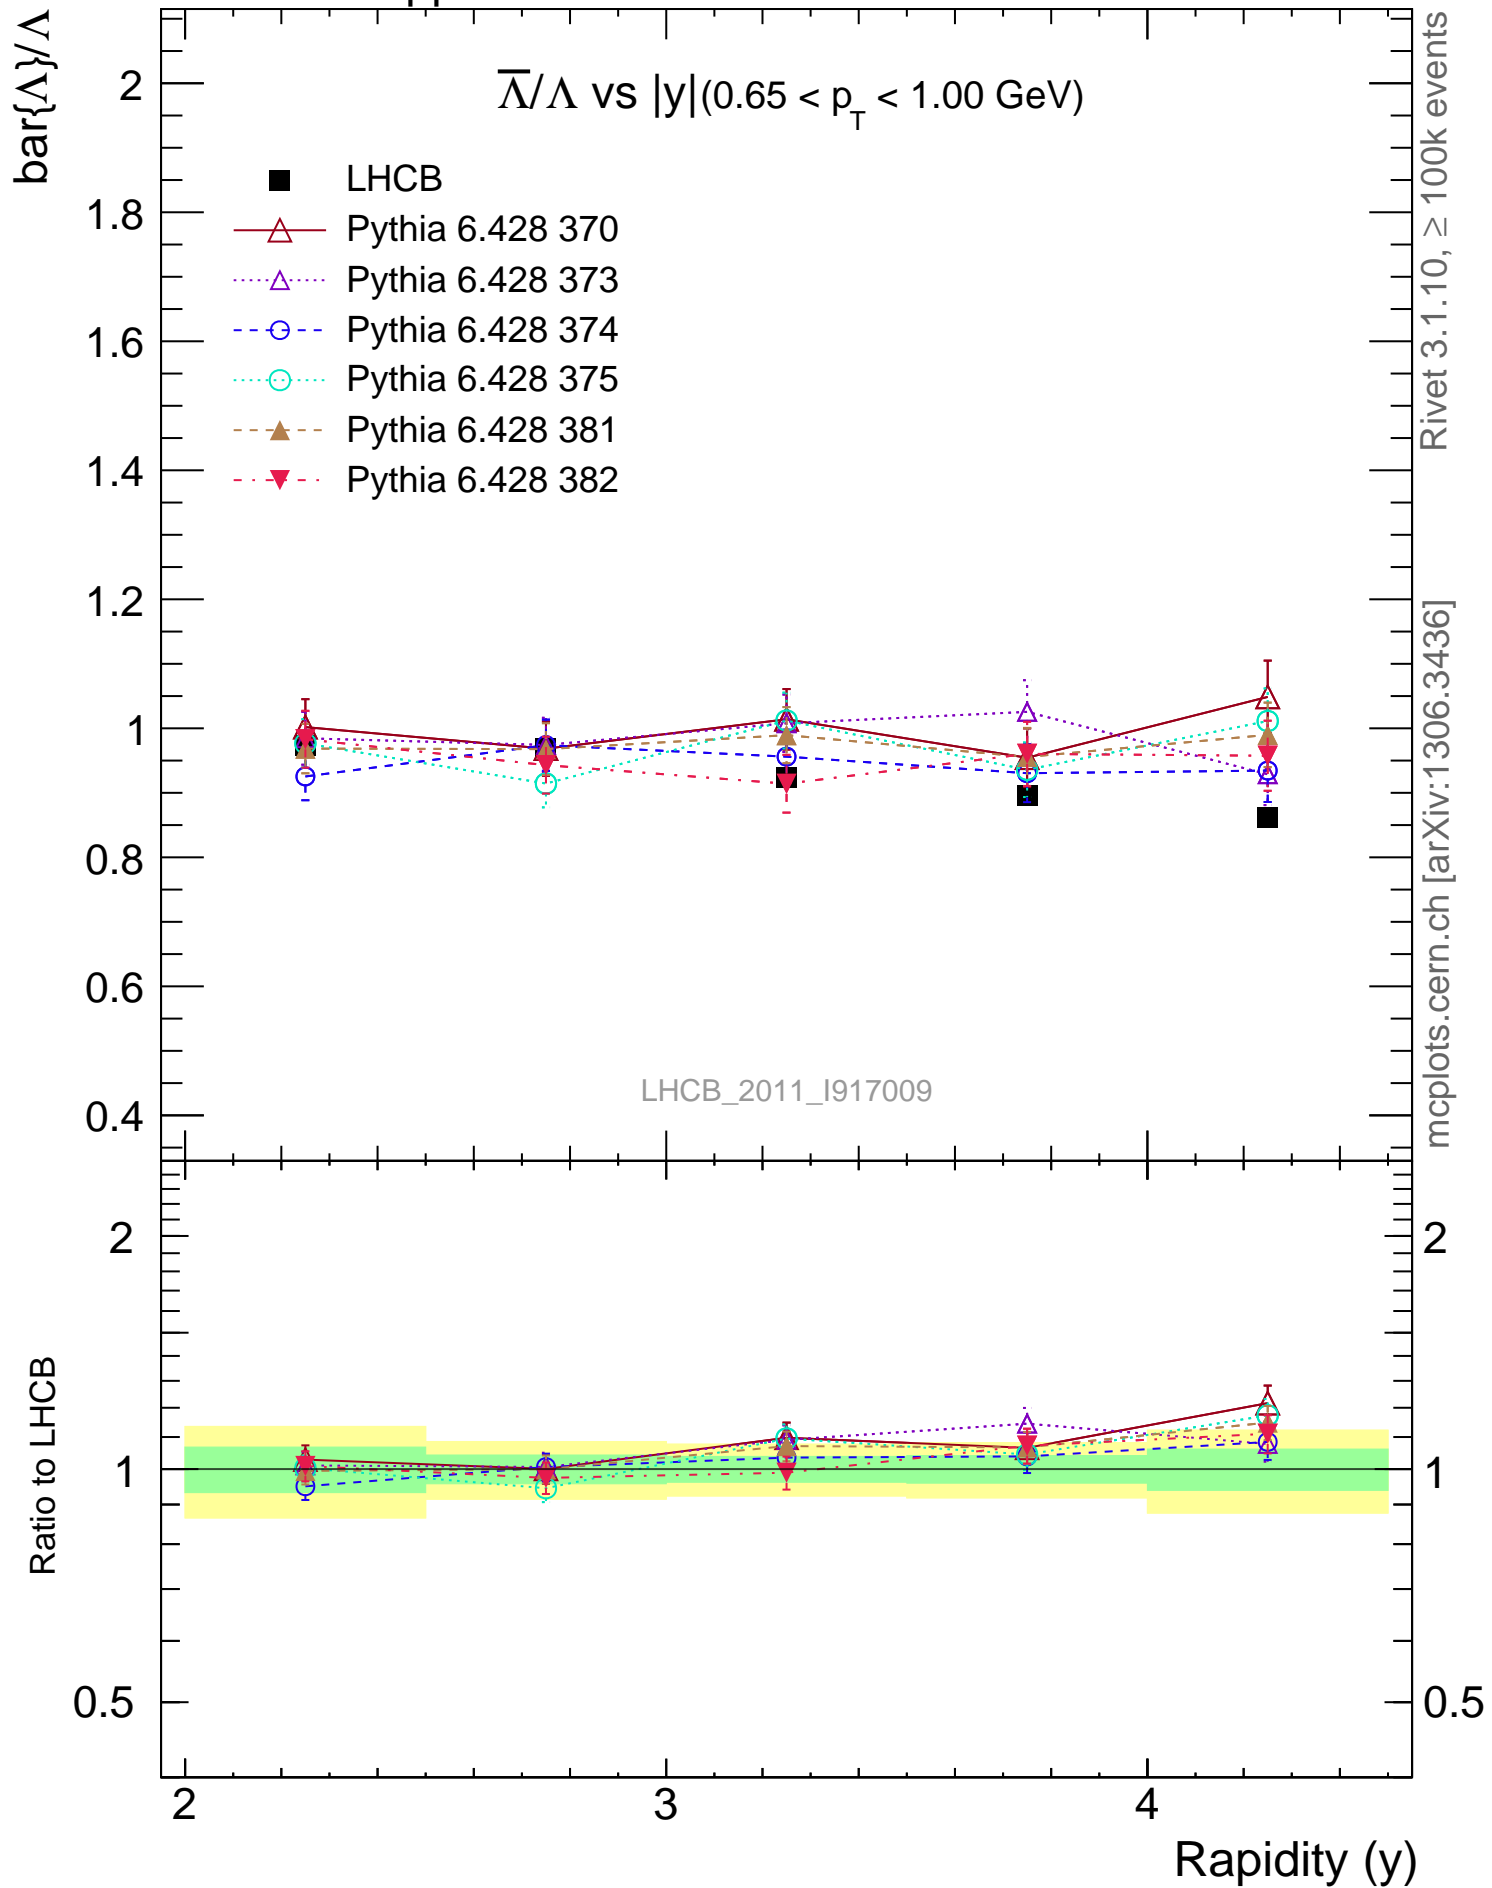 bar{Λ}/Λ
Λ̅/Λ vs |y|(0.65 < p_T < 1.00 GeV)
LHCB
Pythia 6.428 370
Pythia 6.428 373
Pythia 6.428 374
Pythia 6.428 375
Pythia 6.428 381
Pythia 6.428 382
2
1.8
1.6
1.4
1.2
1
0.8
0.6
0.4
LHCB_2011_I917009
Rivet 3.1.10, ≥ 100k events
mcplots.cern.ch [arXiv:1306.3436]
Ratio to LHCB
2
1
0.5
2
1
0.5
2
3
4
Rapidity (y)